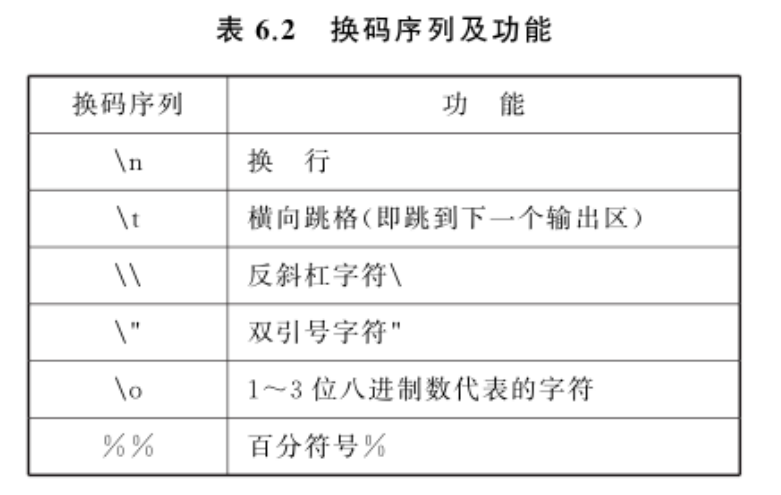 表 6.2 换码序列及功能
换码序列 功 能
\n 换 行
\t 横向跳格(即跳到下一个输出区)
\\ 反斜杠字符\
\" 双引号字符"
\o 1～3 位八进制数代表的字符
%% 百分符号%